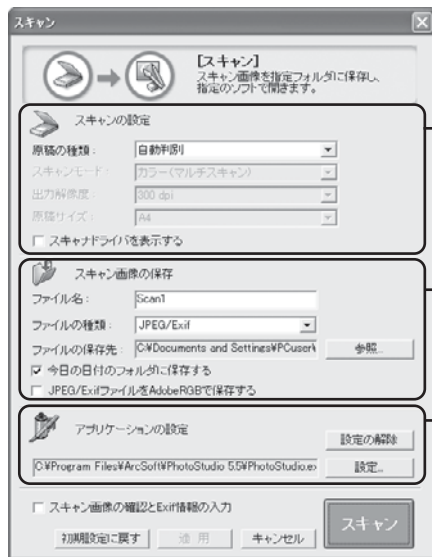 スキャン
[スキャン]
スキャン画像を指定フォルダに保存し、
指定のソフトで開きます。
スキャンの設定
原稿の種類： 自動判別
スキャンモード： カラー(マルチスキャン)
出力解像度： 300 dpi
原稿サイズ： A4
スキャナドライバを表示する
スキャン画像の保存
ファイル名： Scan1
ファイルの種類： JPEG/Exif
ファイルの保存先： C:¥Documents and Settings¥PCuser¥ 参照...
今日の日付のフォルダに保存する
JPEG/ExifファイルをAdobeRGBで保存する
アプリケーションの設定
設定の解除
C:¥Program Files¥ArcSoft¥PhotoStudio 5.5¥PhotoStudio.ex 設定...
スキャン画像の確認とExif情報の入力
初期設定に戻す 適用 キャンセル スキャン